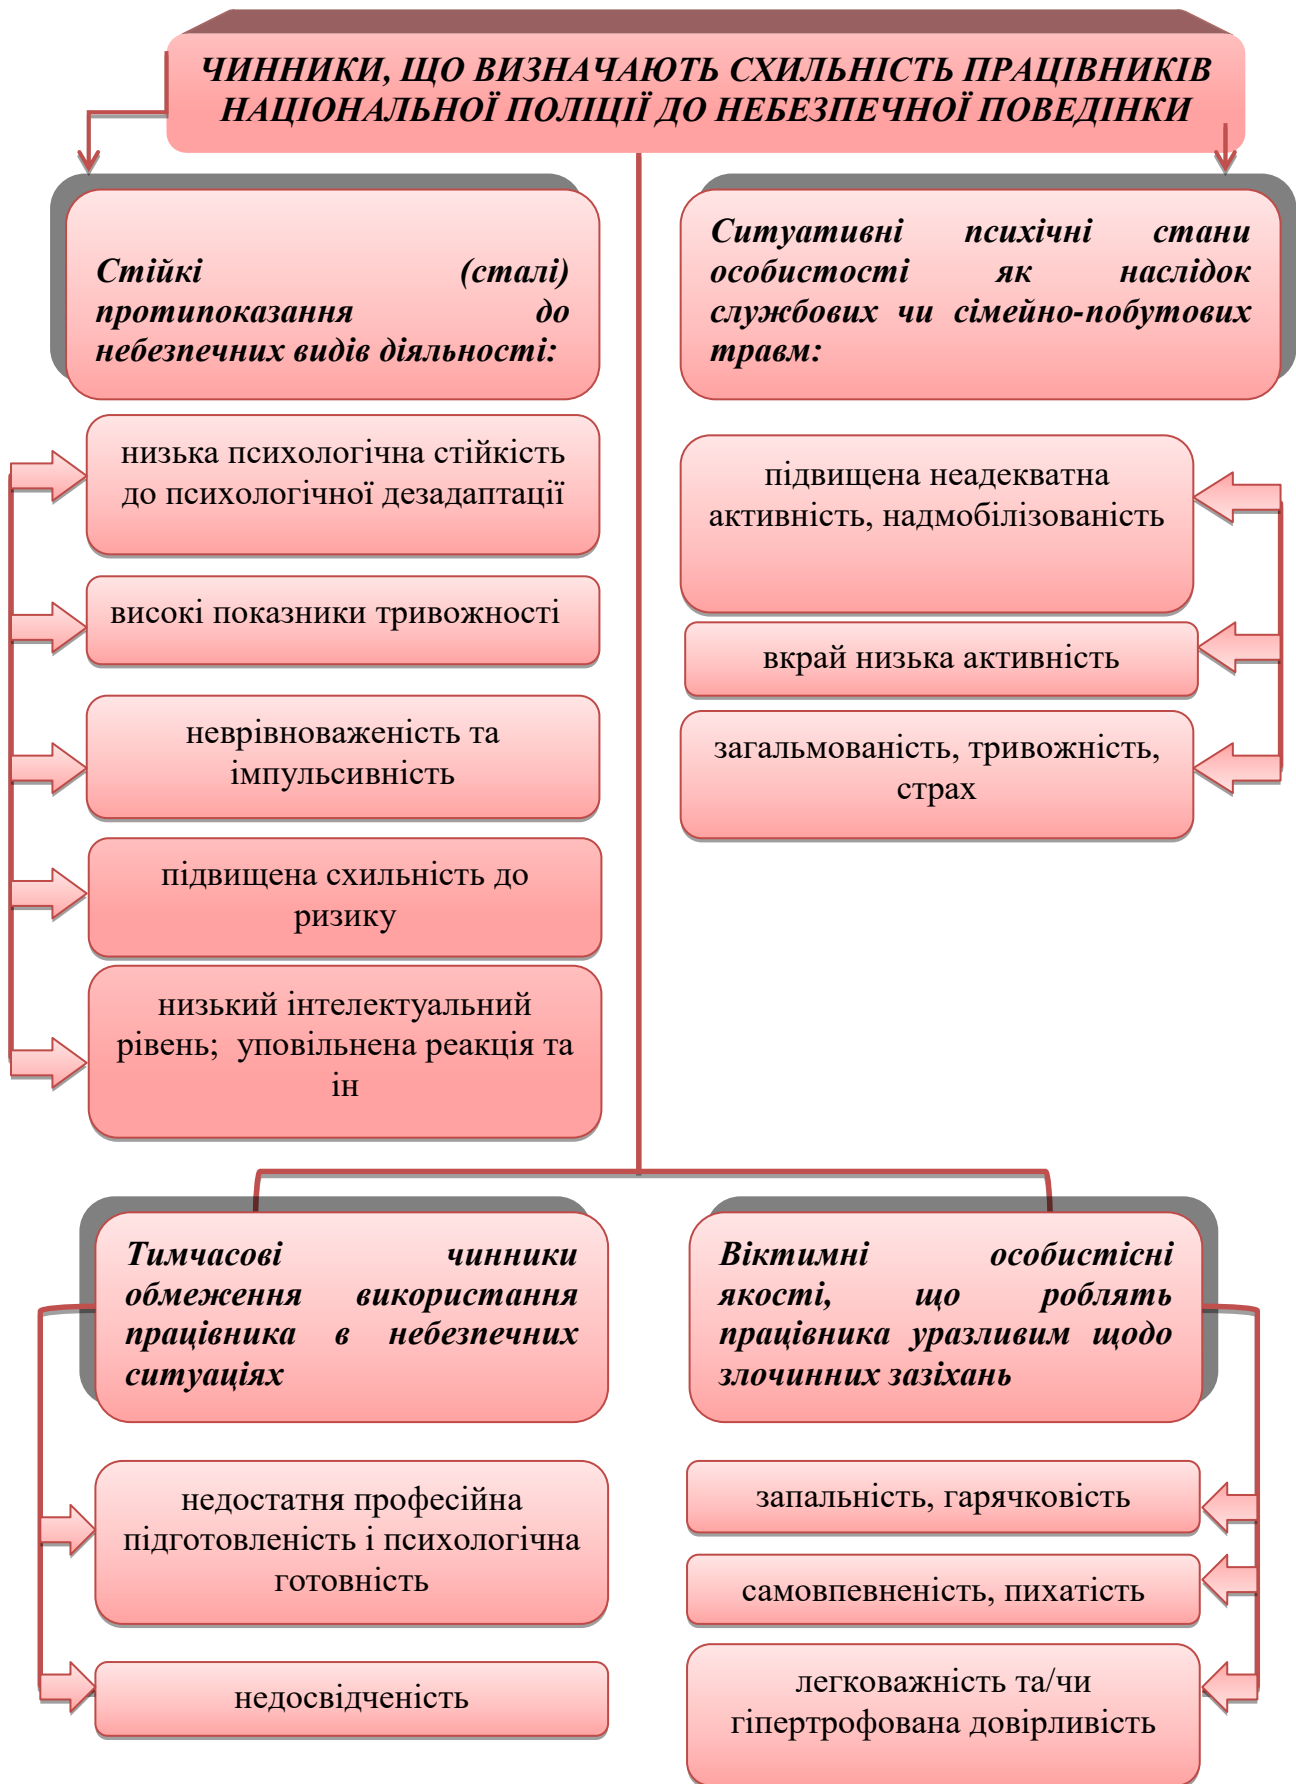 ЧИННИКИ, ЩО ВИЗНАЧАЮТЬ СХИЛЬНІСТЬ ПРАЦІВНИКІВ
НАЦІОНАЛЬНОЇ ПОЛІЦІЇ ДО НЕБЕЗПЕЧНОЇ ПОВЕДІНКИ
Стійкі (сталі)
протипоказання до
небезпечних видів діяльності:
низька психологічна стійкість
до психологічної дезадаптації
високі показники тривожності
неврівноваженість та
імпульсивність
підвищена схильність до
ризику
низький інтелектуальний
рівень; уповільнена реакція та
ін
Ситуативні психічні стани
особистості як наслідок
службових чи сімейно-побутових
травм:
підвищена неадекватна
активність, надмобілізованість
вкрай низька активність
загальмованість, тривожність,
страх
Тимчасові чинники
обмеження використання
працівника в небезпечних
ситуаціях
недостатня професійна
підготовленість і психологічна
готовність
недосвідченість
Віктимні особистісні
якості, що роблять
працівника уразливим щодо
злочинних зазіхань
запальність, гарячковість
самовпевненість, пихатість
легковажність та/чи
гіпертрофована довірливість